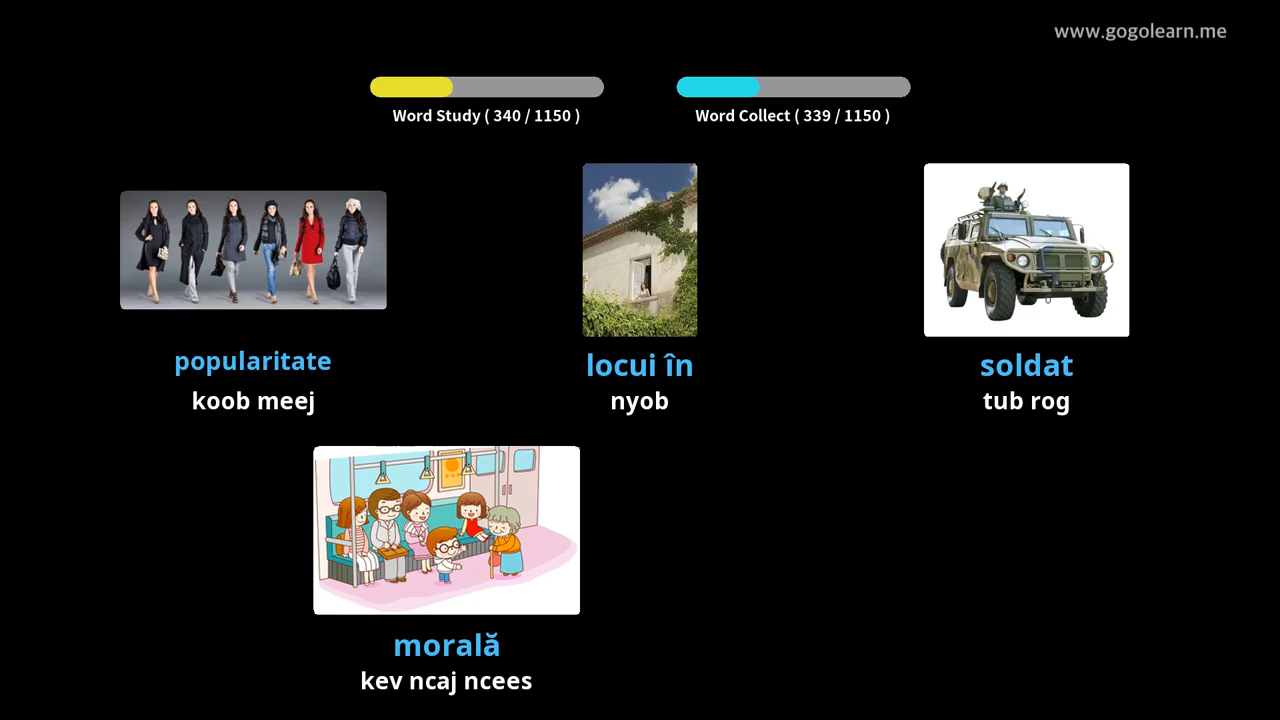 www.gogolearn.me
Word Study ( 340 / 1150 )
Word Collect ( 339 / 1150 )
popularitate
koob meej
locui în
nyob
soldat
tub rog
morală
kev ncaj ncees